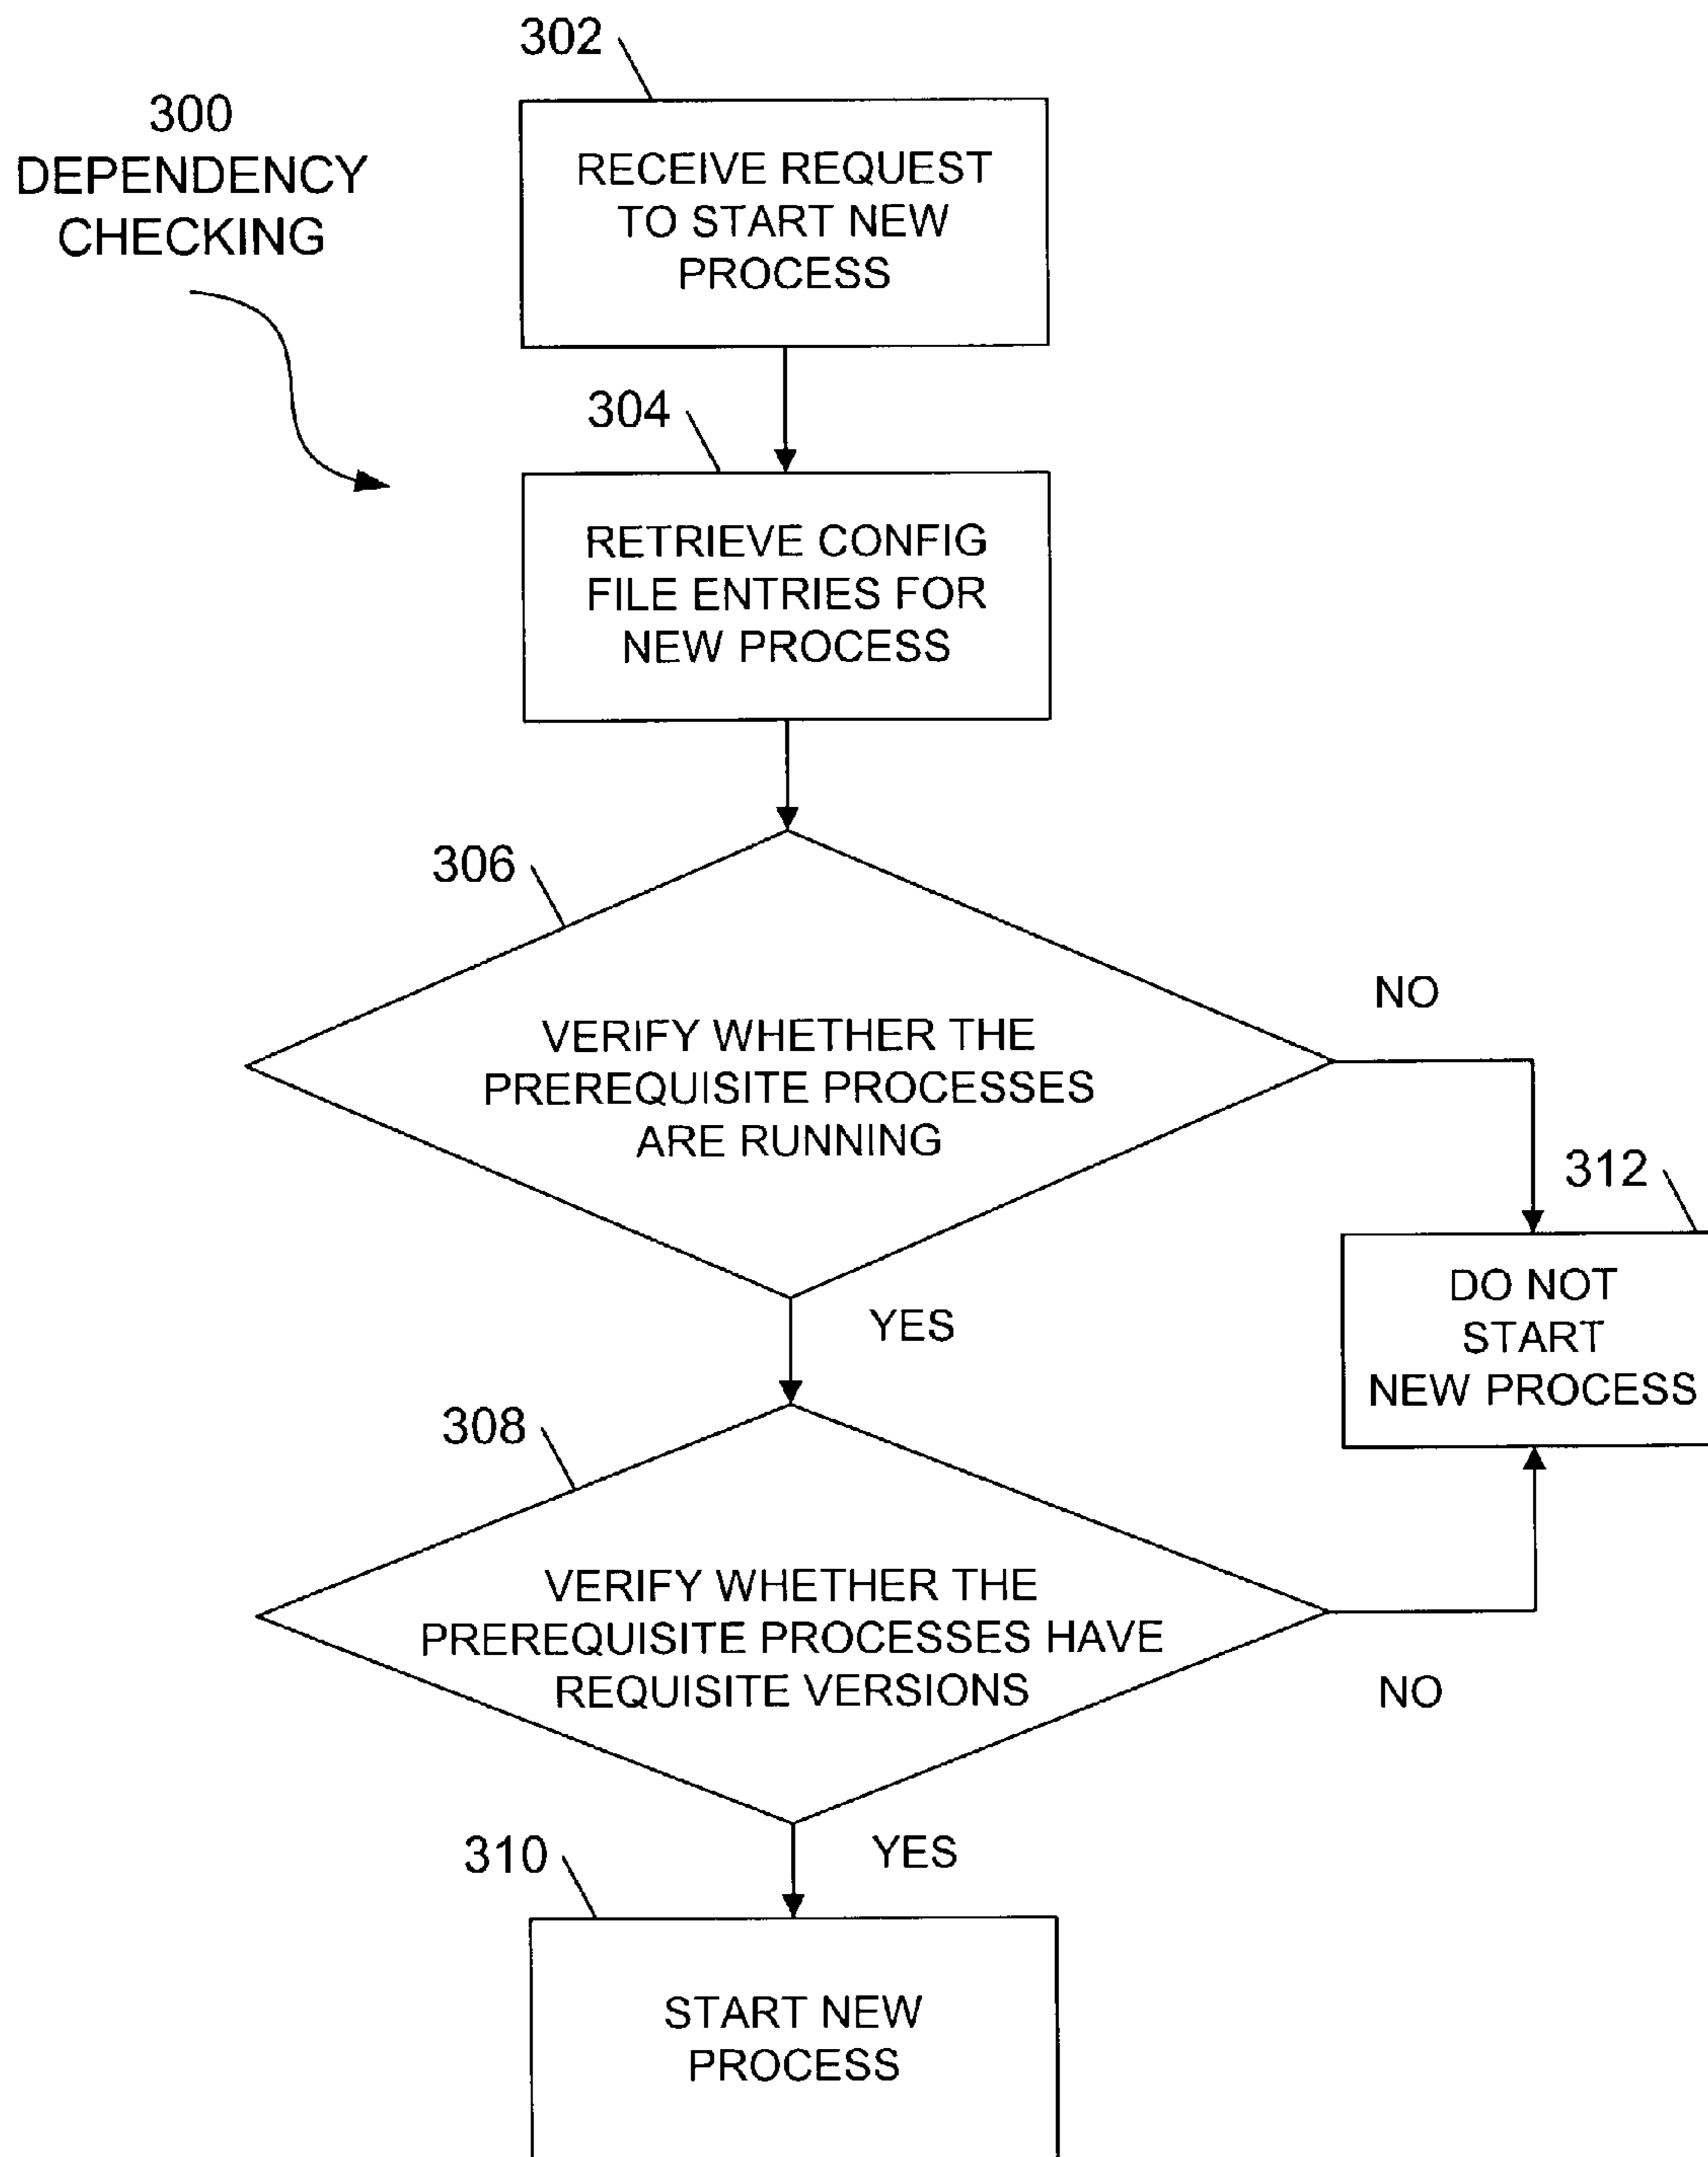 302
300
DEPENDENCY
CHECKING
RECEIVE REQUEST
TO START NEW
PROCESS
304
RETRIEVE CONFIG
FILE ENTRIES FOR
NEW PROCESS
306
VERIFY WHETHER THE
PREREQUISITE PROCESSES
ARE RUNNING
NO
312
DO NOT
START
NEW PROCESS
YES
308
VERIFY WHETHER THE
PREREQUISITE PROCESSES HAVE
REQUISITE VERSIONS
NO
YES
310
START NEW
PROCESS